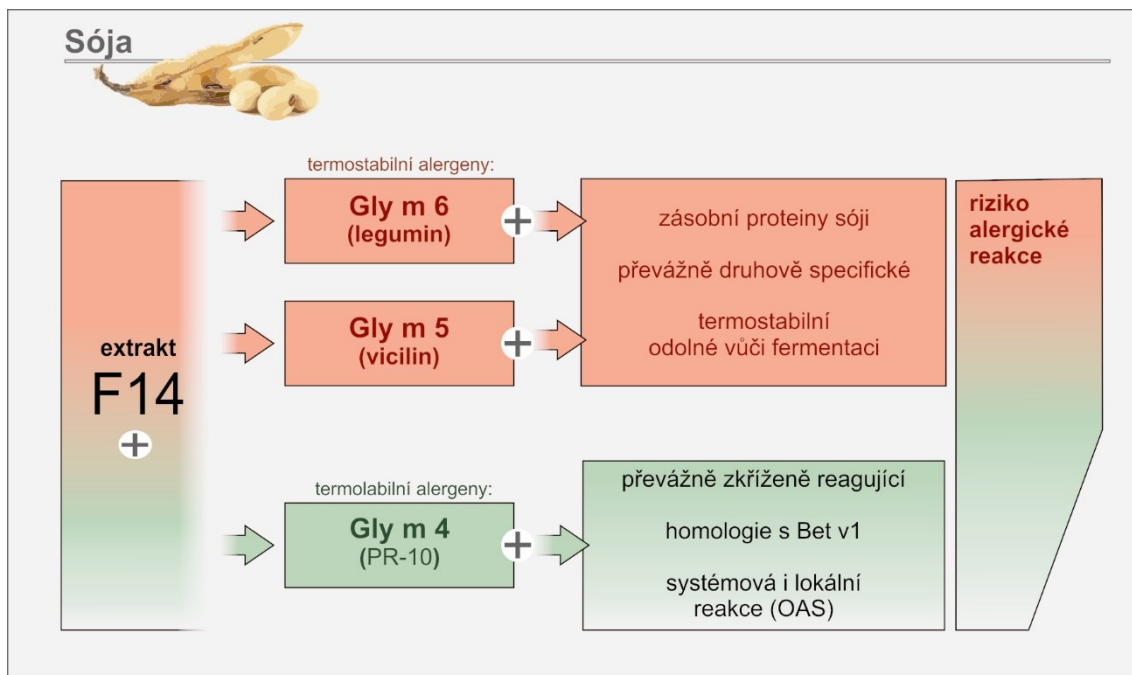 Sója
extrakt
F14
+
termostabilní alergeny:
Gly m 6
(legumin)
+
Gly m 5
(vicilin)
+
zásobní proteiny sóji
převážně druhově specifické
termostabilní
odolné vůči fermentaci
termolabilní alergeny:
Gly m 4
(PR-10)
+
převážně zkříženě reagující
homologie s Bet v1
systémová i lokální
reakce (OAS)
riziko
alergické
reakce